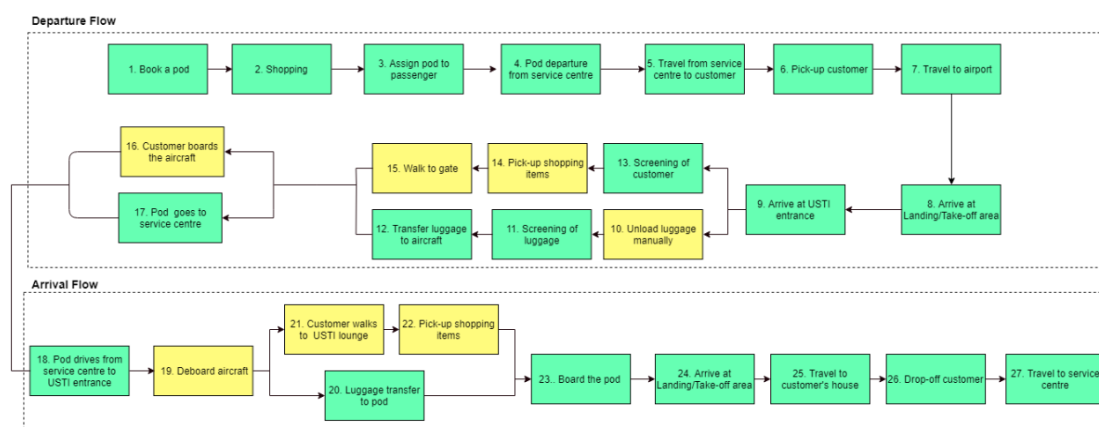 Departure Flow
1. Book a pod
2. Shopping
3. Assign pod to
passenger
4. Pod departure
from service centre
5. Travel from service
centre to customer
6. Pick-up customer
7. Travel to airport
8. Arrive at
Landing/Take-off area
9. Arrive at USTI
entrance
13. Screening of
customer
14. Pick-up shopping
items
15. Walk to gate
10. Unload luggage
manually
11. Screening of
luggage
12. Transfer luggage
to aircraft
16. Customer boards
the aircraft
17. Pod goes to
service centre
Arrival Flow
18. Pod drives from
service centre to
USTI entrance
19. Deboard aircraft
21. Customer walks
to USTI lounge
22. Pick-up shopping
items
20. Luggage transfer
to pod
23.. Board the pod
24. Arrive at
Landing/Take-off area
25. Travel to
customer's house
26. Drop-off customer
27. Travel to service
centre